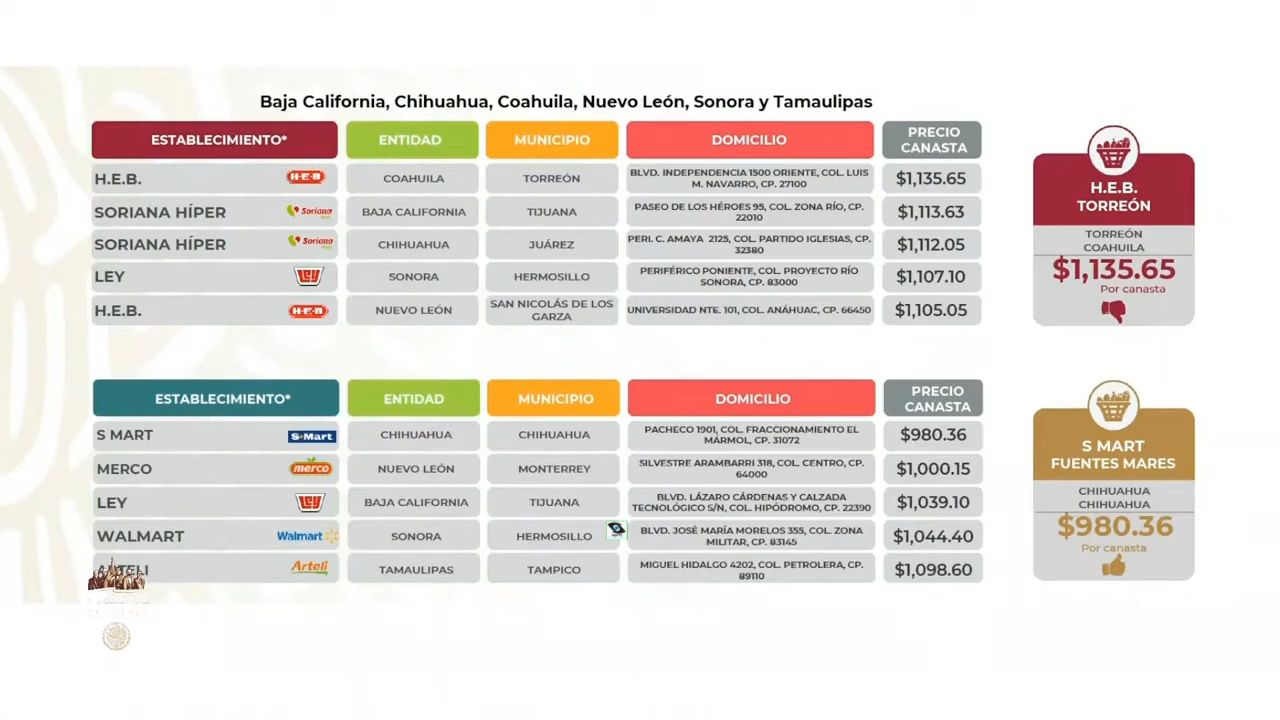 Baja California, Chihuahua, Coahuila, Nuevo León, Sonora y Tamaulipas
ESTABLECIMIENTO* ENTIDAD MUNICIPIO DOMICILIO PRECIO CANASTA
H.E.B. H-E-B COAHUILA TORREÓN BLVD. INDEPENDENCIA 1500 ORIENTE, COL. LUIS M. NAVARRO, CP. 27100 $1,135.65
SORIANA HÍPER Soriana BAJA CALIFORNIA TIJUANA PASEO DE LOS HÉROES 95, COL. ZONA RÍO, CP. 22010 $1,113.63
SORIANA HÍPER Soriana CHIHUAHUA JUÁREZ PERI. C. AMAYA 2125, COL. PARTIDO IGLESIAS, CP. 32380 $1,112.05
LEY LEY SONORA HERMOSILLO PERIFÉRICO PONIENTE, COL. PROYECTO RÍO SONORA, CP. 83000 $1,107.10
H.E.B. H-E-B NUEVO LEÓN SAN NICOLÁS DE LOS GARZA UNIVERSIDAD NTE. 101, COL. ANÁHUAC, CP. 66450 $1,105.05
H.E.B.
TORREÓN
TORREÓN
COAHUILA
$1,135.65
Por canasta
ESTABLECIMIENTO* ENTIDAD MUNICIPIO DOMICILIO PRECIO CANASTA
S MART S-Mart CHIHUAHUA CHIHUAHUA PACHECO 1901, COL. FRACCIONAMIENTO EL MÁRMOL, CP. 31072 $980.36
MERCO merco NUEVO LEÓN MONTERREY SILVESTRE ARAMBARRI 318, COL. CENTRO, CP. 64000 $1,000.15
LEY LEY BAJA CALIFORNIA TIJUANA BLVD. LÁZARO CÁRDENAS Y CALZADA TECNOLÓGICO S/N, COL. HIPÓDROMO, CP. 22390 $1,039.10
WALMART Walmart SONORA HERMOSILLO BLVD. JOSÉ MARÍA MORELOS 355, COL. ZONA MILITAR, CP. 83145 $1,044.40
ARTELI Arteli TAMAULIPAS TAMPICO MIGUEL HIDALGO 4202, COL. PETROLERA, CP. 89110 $1,098.60
S MART
FUENTES MARES
CHIHUAHUA
CHIHUAHUA
$980.36
Por canasta